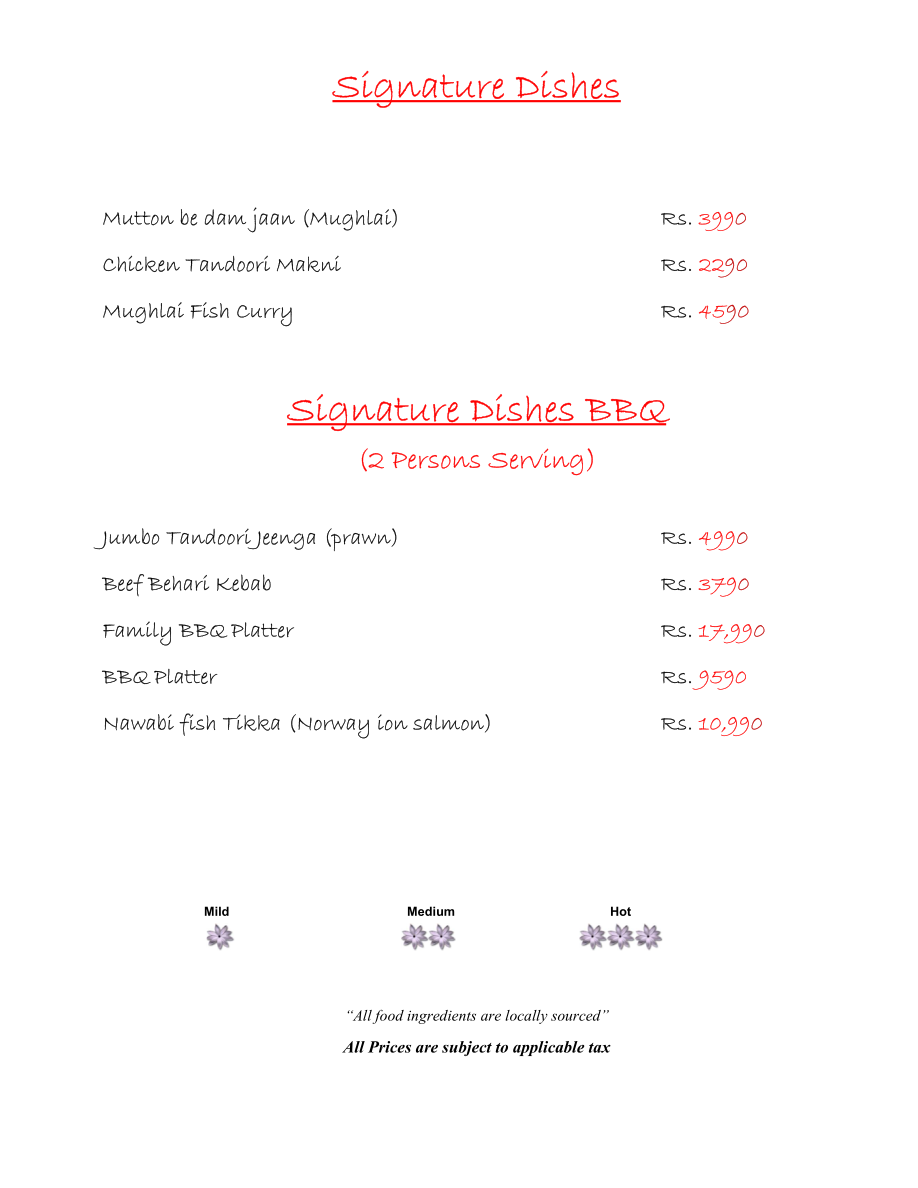 Signature Dishes
Mutton be dam jaan (Mughlai) Rs. 3990
Chicken Tandoori Makni Rs. 2290
Mughlai Fish Curry Rs. 4590
Signature Dishes BBQ
(2 Persons Serving)
Jumbo Tandoori Jeenga (prawn) Rs. 4990
Beef Behari Kebab Rs. 3790
Family BBQ Platter Rs. 17,990
BBQ Platter Rs. 9590
Nawabi fish Tikka (Norway ion salmon) Rs. 10,990
Mild Medium Hot
“All food ingredients are locally sourced”
All Prices are subject to applicable tax